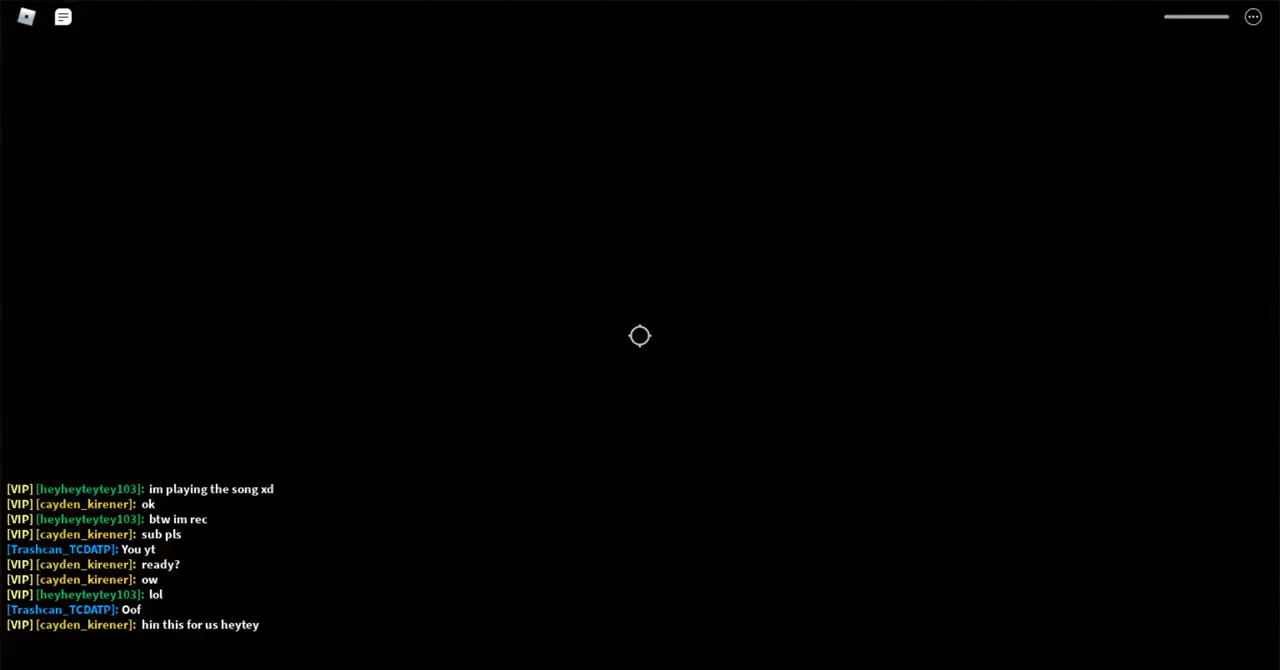 [VIP] [heyheyteytey103]: im playing the song xd
[VIP] [cayden_kirener]: ok
[VIP] [heyheyteytey103]: btw im rec
[VIP] [cayden_kirener]: sub pls
[Trashcan_TCDATP]: You yt
[VIP] [cayden_kirener]: ready?
[VIP] [cayden_kirener]: ow
[VIP] [heyheyteytey103]: lol
[Trashcan_TCDATP]: Oof
[VIP] [cayden_kirener]: hin this for us heytey